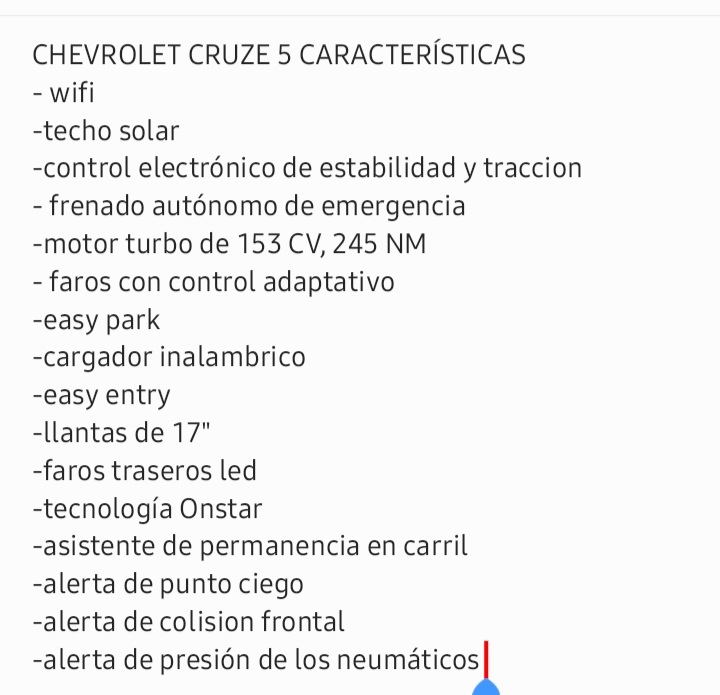 CHEVROLET CRUZE 5 CARACTERÍSTICAS
- wifi
-techo solar
-control electrónico de estabilidad y traccion
- frenado autónomo de emergencia
-motor turbo de 153 CV, 245 NM
- faros con control adaptativo
-easy park
-cargador inalambrico
-easy entry
-llantas de 17"
-faros traseros led
-tecnología Onstar
-asistente de permanencia en carril
-alerta de punto ciego
-alerta de colision frontal
-alerta de presión de los neumáticos